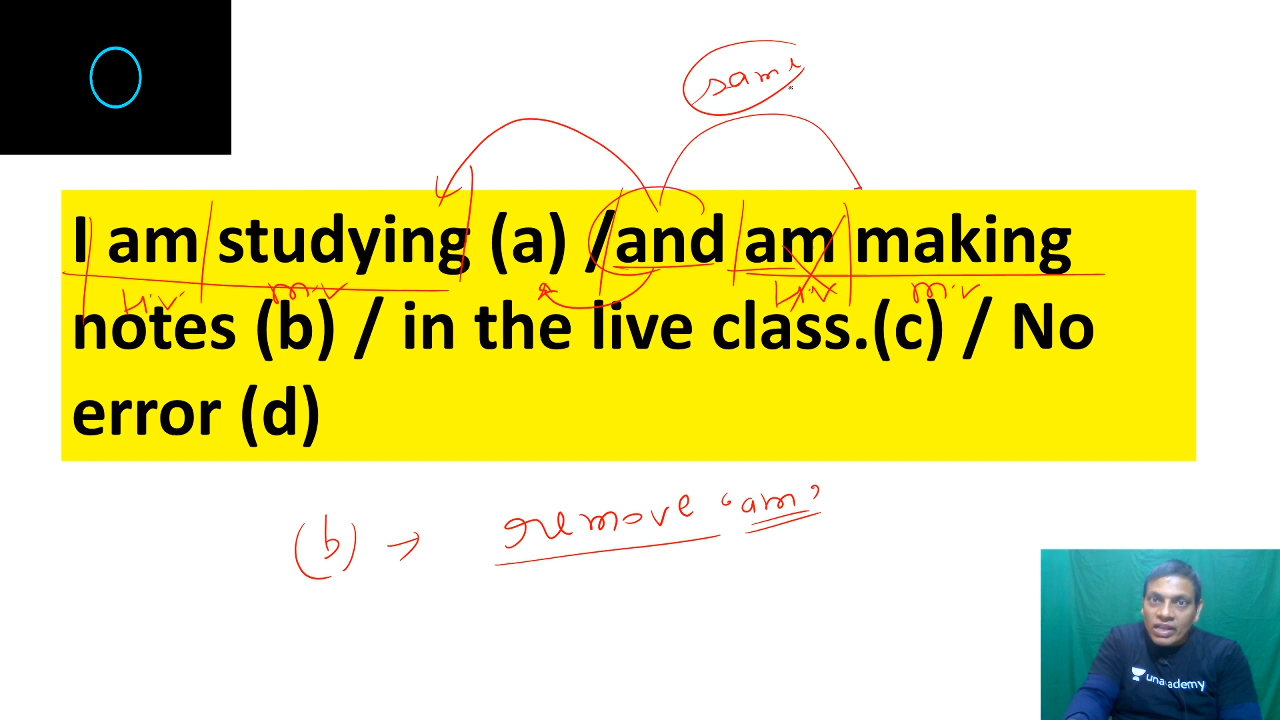 same
I am studying (a) /and am making
H.V M.V H.V M.V
notes (b) / in the live class.(c) / No
error (d)
(b) → remove 'am'
unacademy